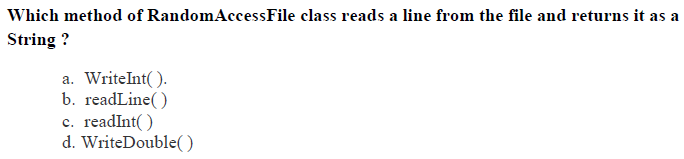 Which method of RandomAccessFile class reads a line from the file and returns it as a
String ?
a. WriteInt( ).
b. readLine( )
c. readInt( )
d. WriteDouble( )